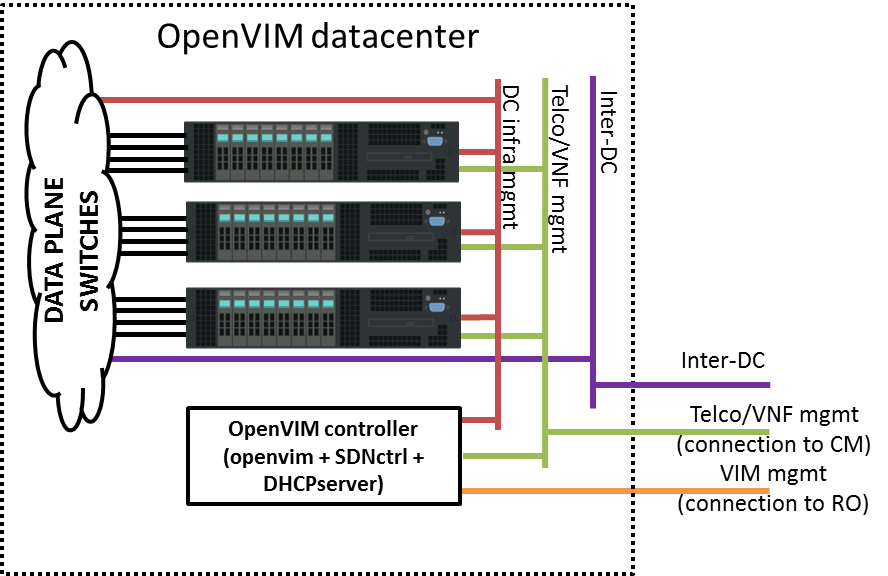 OpenVIM datacenter
DATA PLANE
SWITCHES
DC infra mgmt
Telco/VNF mgmt
Inter-DC
OpenVIM controller
(openvim + SDNctrl +
DHCPserver)
Inter-DC
Telco/VNF mgmt
(connection to CM)
VIM mgmt
(connection to RO)